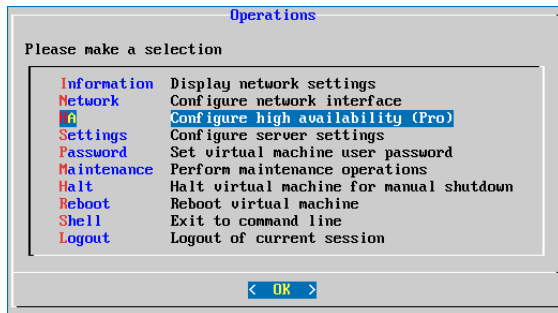 Operations
Please make a selection
Information Display network settings
Network Configure network interface
HA Configure high availability (Pro)
Settings Configure server settings
Password Set virtual machine user password
Maintenance Perform maintenance operations
Halt Halt virtual machine for manual shutdown
Reboot Reboot virtual machine
Shell Exit to command line
Logout Logout of current session
< OK >